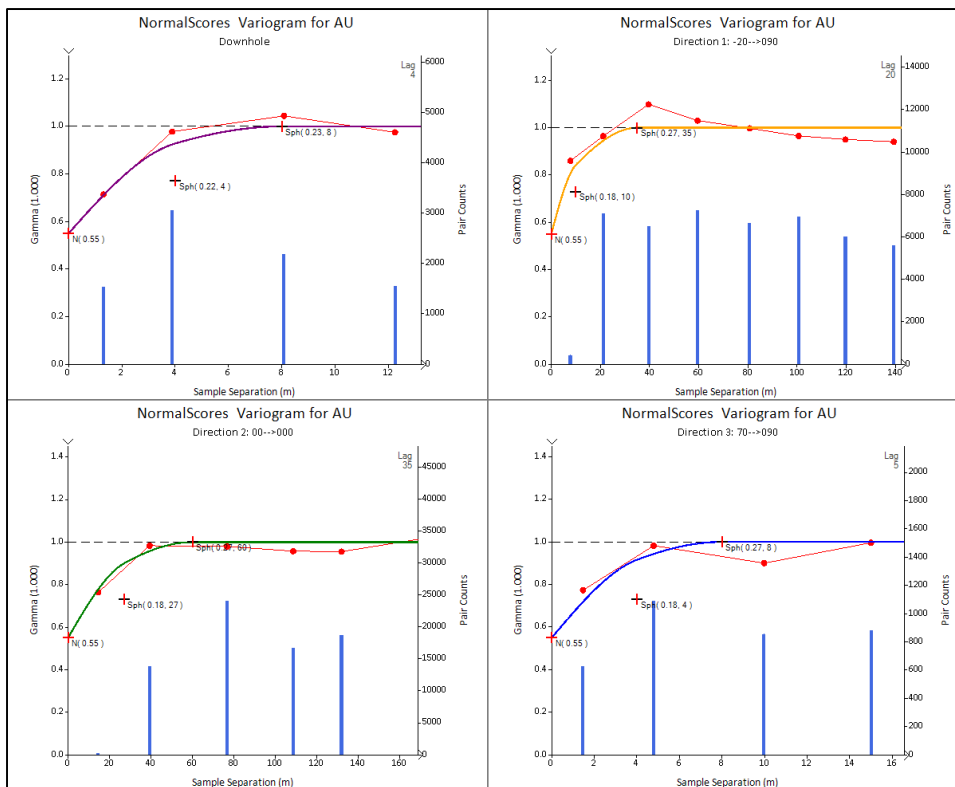 NormalScores Variogram for AU
Downhole
Lag
4
Gamma (1.000)
1.2
1.0
0.8
0.6
0.4
0.2
0.0
N( 0.55 )
Sph( 0.22, 4 )
Sph( 0.23, 8 )
6000
5000
4000
3000
2000
1000
0
Pair Counts
0 2 4 6 8 10 12
Sample Separation (m)
NormalScores Variogram for AU
Direction 1: -20-->090
Lag
20
Gamma (1.000)
1.2
1.0
0.8
0.6
0.4
0.2
0.0
N( 0.55 )
Sph( 0.18, 10 )
Sph( 0.27, 35 )
14000
12000
10000
8000
6000
4000
2000
0
Pair Counts
0 20 40 60 80 100 120 140
Sample Separation (m)
NormalScores Variogram for AU
Direction 2: 00-->000
Lag
35
Gamma (1.000)
1.4
1.2
1.0
0.8
0.6
0.4
0.2
0.0
N( 0.55 )
Sph( 0.18, 27 )
Sph( 0.27, 60 )
45000
40000
35000
30000
25000
20000
15000
10000
5000
0
Pair Counts
0 20 40 60 80 100 120 140 160
Sample Separation (m)
NormalScores Variogram for AU
Direction 3: 70-->090
Lag
5
Gamma (1.000)
1.4
1.2
1.0
0.8
0.6
0.4
0.2
0.0
N( 0.55 )
Sph( 0.18, 4 )
Sph( 0.27, 8 )
2000
1800
1600
1400
1200
1000
800
600
400
200
0
Pair Counts
0 2 4 6 8 10 12 14 16
Sample Separation (m)